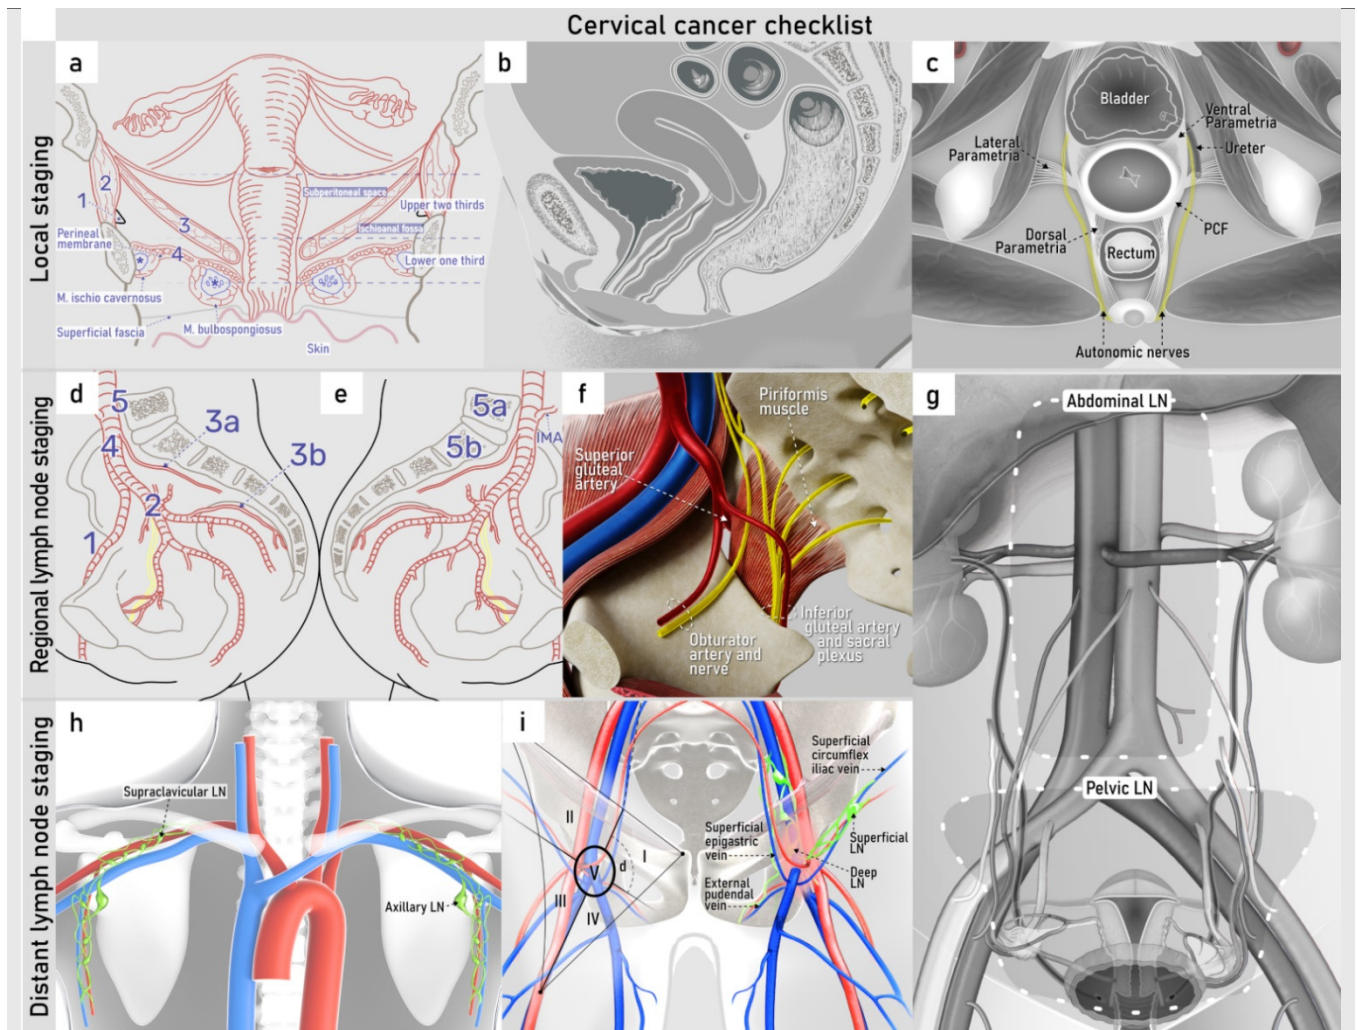 Cervical cancer checklist
Local staging
a
2
1
3
4
Subperitoneal space
Upper two thirds
Ischioanal fossa
Perineal
membrane
Lower one third
*
*
M. ischio cavernosus
Superficial fascia
M. bulbospongiosus
Skin
b
c
Bladder
Ventral
Parametria
Ureter
Lateral
Parametria
Dorsal
Parametria
PCF
Rectum
Autonomic nerves
Regional lymph node staging
d
5
4
3a
3b
2
1
e
5a
5b
IMA
f
Piriformis
muscle
Superior
gluteal
artery
Obturator
artery and
nerve
Inferior
gluteal artery
and sacral
plexus
g
Abdominal LN
Pelvic LN
Distant lymph node staging
h
Supraclavicular LN
Axillary LN
i
II
I
V
d
III
IV
Superficial
circumflex
iliac vein
Superficial
epigastric
vein
Superficial
LN
Deep
LN
External
pudendal
vein